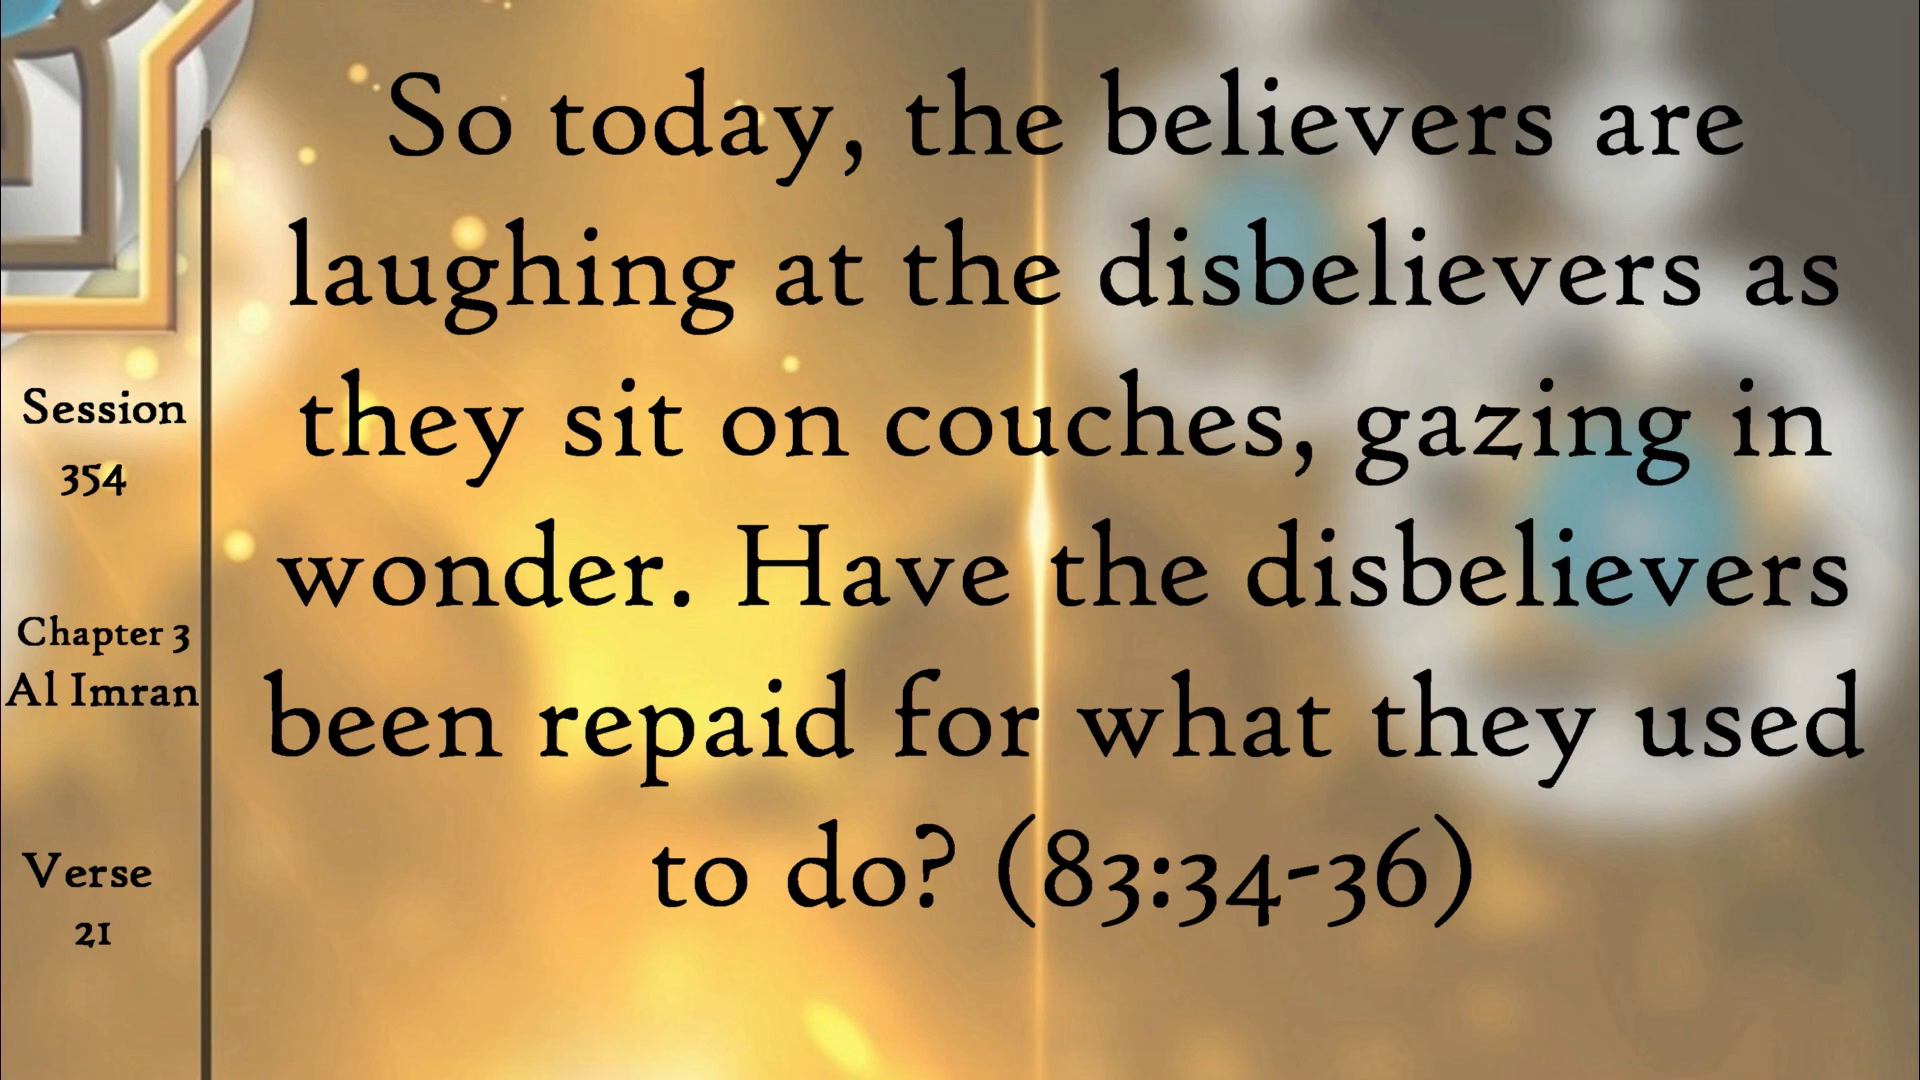 Session
354
Chapter 3
Al Imran
Verse
21
So today, the believers are
laughing at the disbelievers as
they sit on couches, gazing in
wonder. Have the disbelievers
been repaid for what they used
to do? (83:34-36)